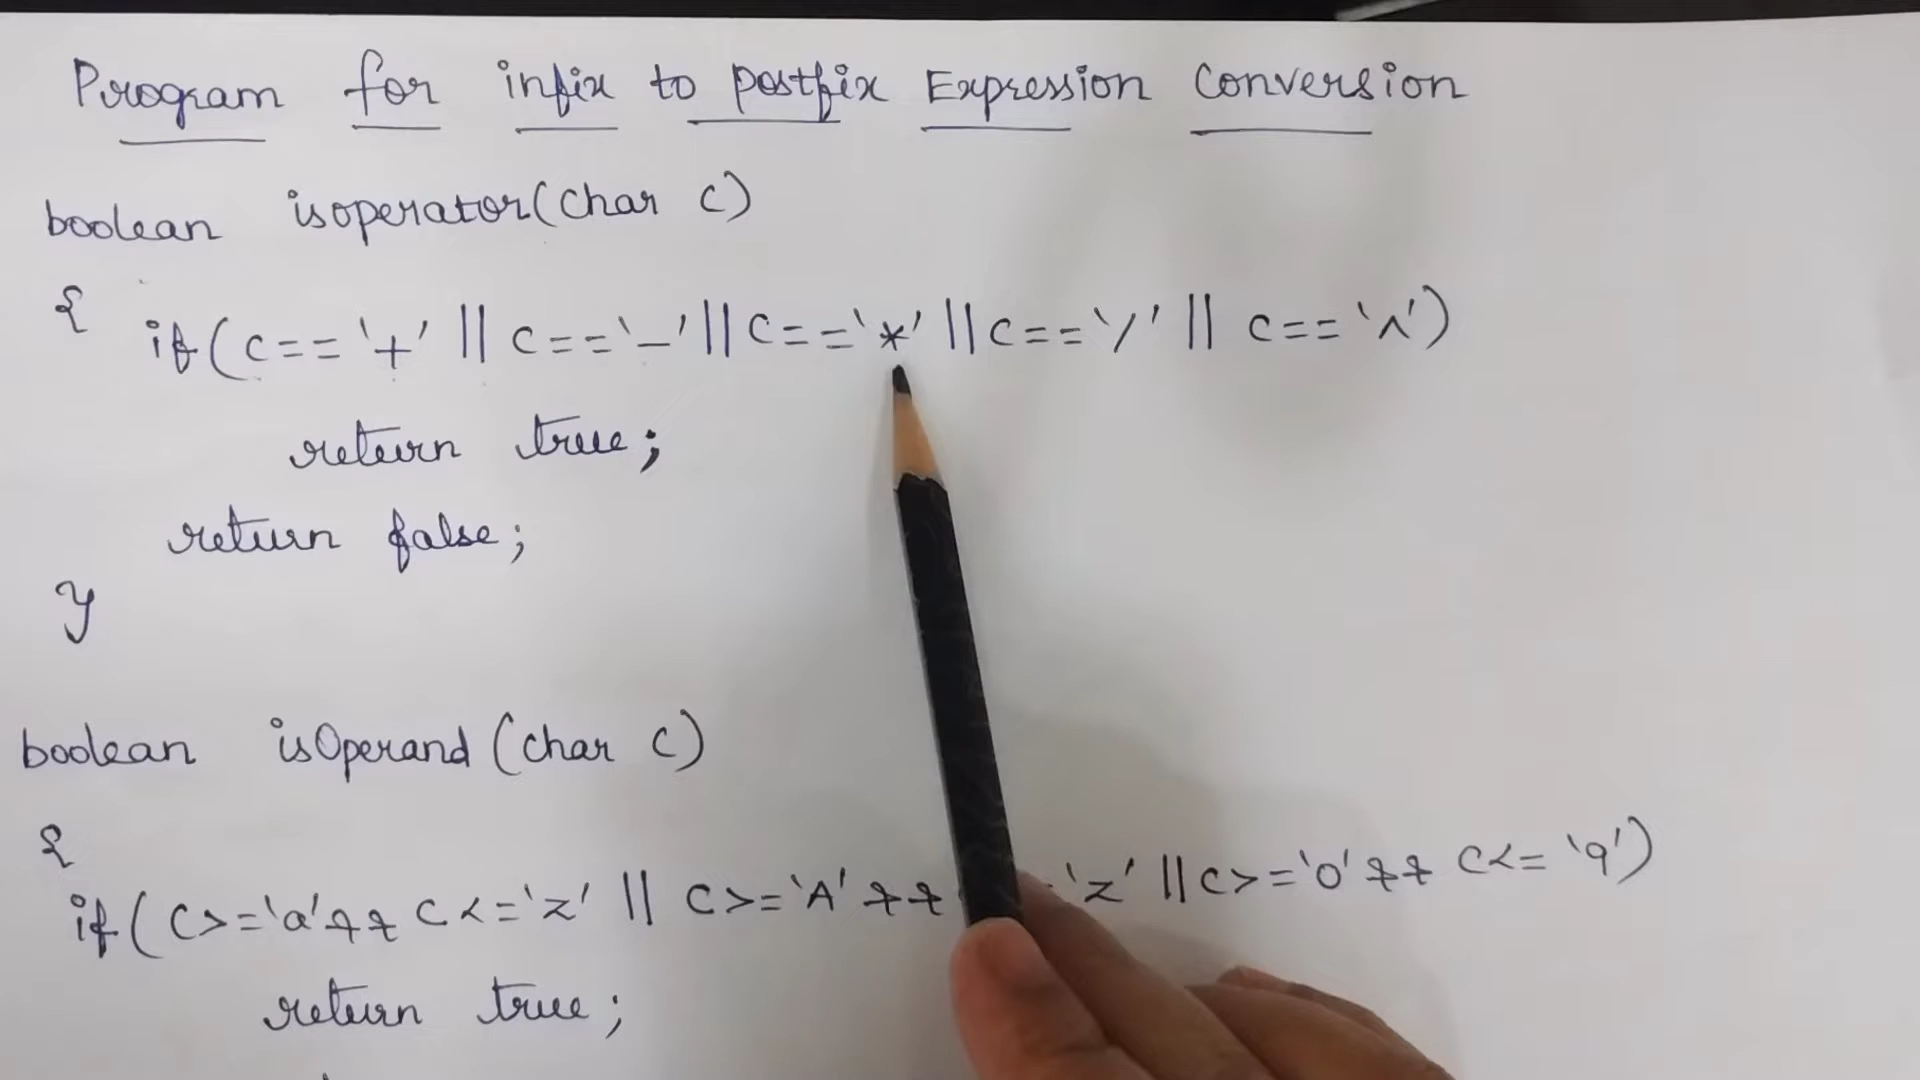 Program for infix to postfix Expression Conversion
boolean isoperator(char c)
{ if(c=='+' || c=='-' || c=='*' || c=='/' || c=='^')
return true;
return false;
}
boolean isOperand (char c)
{
if(c>='a' && c<='z' || c>='A' && 'z' || c>='0' && c<='9')
return true;